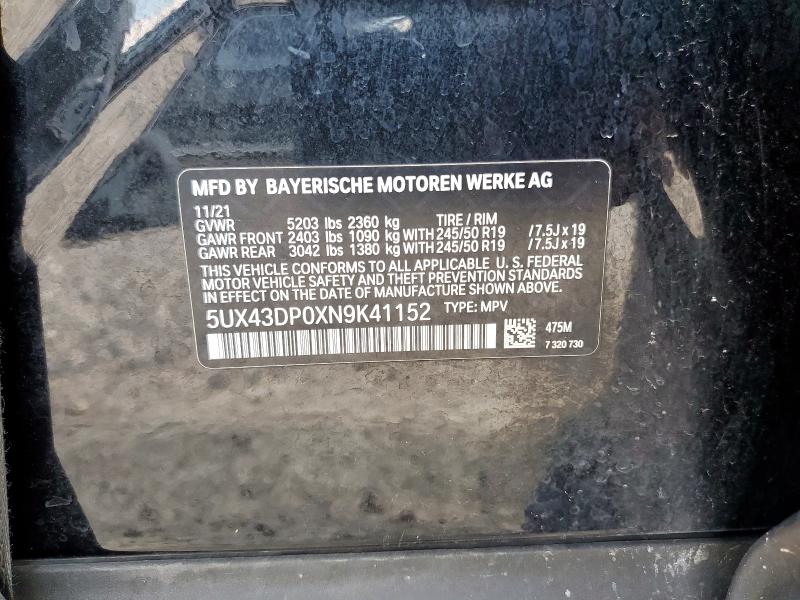 MFD BY BAYERISCHE MOTOREN WERKE AG
11/21
GVWR 5203 lbs 2360 kg TIRE / RIM
GAWR FRONT 2403 lbs 1090 kg WITH 245/50 R19 / 7.5J x 19
GAWR REAR 3042 lbs 1380 kg WITH 245/50 R19 / 7.5J x 19
THIS VEHICLE CONFORMS TO ALL APPLICABLE U. S. FEDERAL
MOTOR VEHICLE SAFETY AND THEFT PREVENTION STANDARDS
IN EFFECT ON THE DATE OF MANUFACTURE SHOWN ABOVE.
5UX43DP0XN9K41152 TYPE: MPV
475M
7 320 730